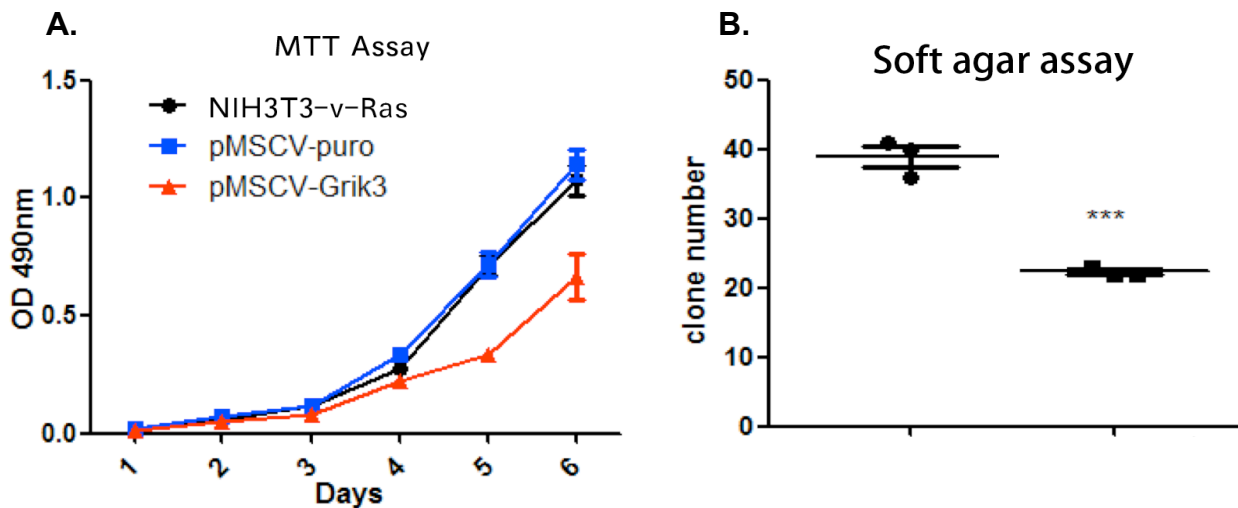 A.
MTT Assay
OD 490nm
1.5
1.0
0.5
0.0
NIH3T3-v-Ras
pMSCV-puro
pMSCV-Grik3
1 2 3 4 5 6
Days
B.
Soft agar assay
clone number
50
40
30
20
10
0
***